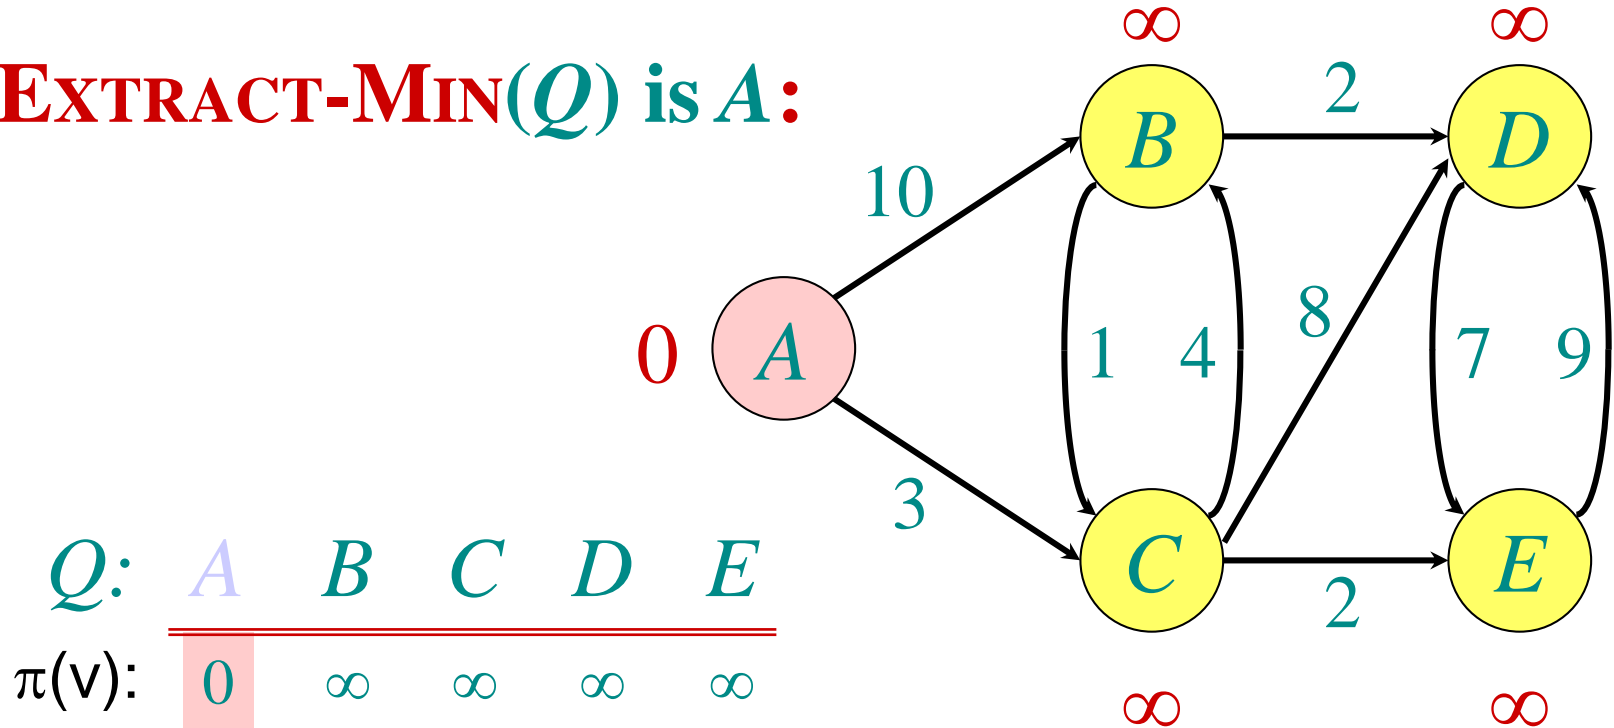 EXTRACT-MIN(Q) is A:
∞ ∞
B 2 D
10
8
0 A 1 4 7 9
3
C 2 E
∞ ∞
Q: A B C D E
π(v): 0 ∞ ∞ ∞ ∞